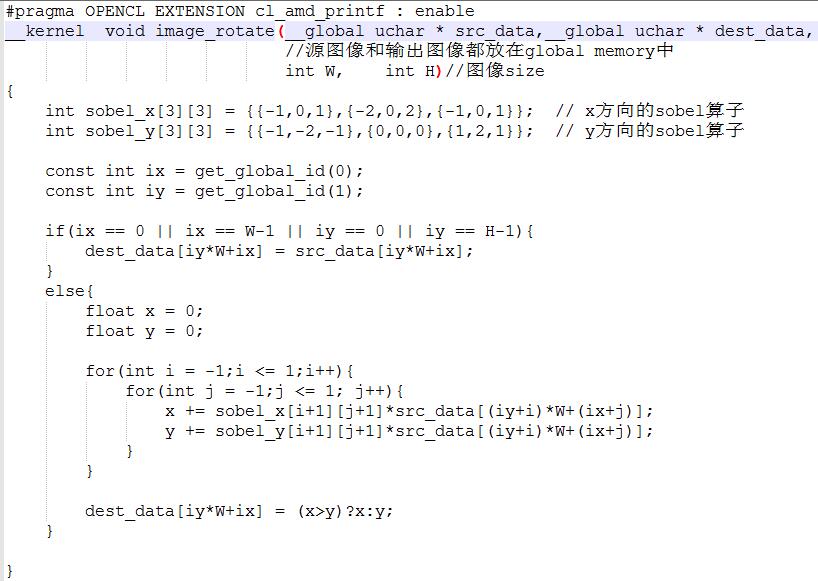 #pragma OPENCL EXTENSION cl_amd_printf : enable
__kernel  void image_rotate(__global uchar * src_data,__global uchar * dest_data,
//源图像和输出图像都放在global memory中
int W,    int H)//图像size
{
    int sobel_x[3][3] = {{-1,0,1},{-2,0,2},{-1,0,1}};  // x方向的sobel算子
    int sobel_y[3][3] = {{-1,-2,-1},{0,0,0},{1,2,1}};  // y方向的sobel算子
    const int ix = get_global_id(0);
    const int iy = get_global_id(1);
    if(ix == 0 || ix == W-1 || iy == 0 || iy == H-1){
        dest_data[iy*W+ix] = src_data[iy*W+ix];
    }
    else{
        float x = 0;
        float y = 0;
        for(int i = -1;i <= 1;i++){
            for(int j = -1;j <= 1; j++){
                x += sobel_x[i+1][j+1]*src_data[(iy+i)*W+(ix+j)];
                y += sobel_y[i+1][j+1]*src_data[(iy+i)*W+(ix+j)];
            }
        }
        dest_data[iy*W+ix] = (x>y)?x:y;
    }
}